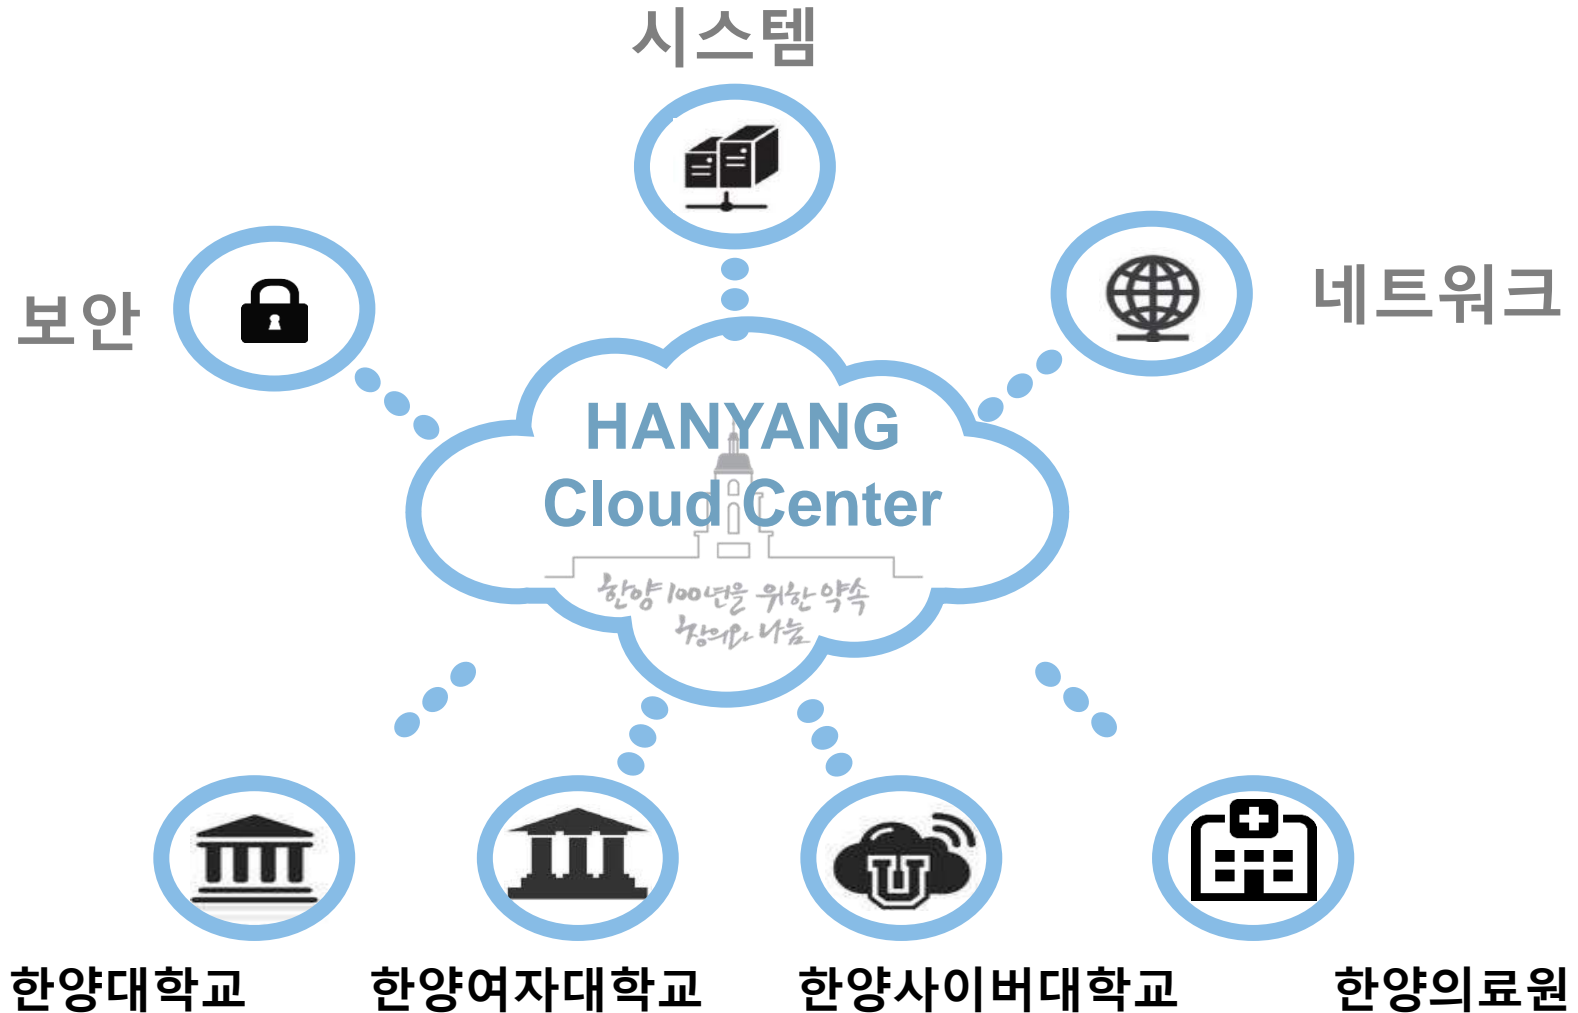 시스템
보안
네트워크
HANYANG
Cloud Center
한양 100년을 위한 약속
창의와 나눔
U
한양대학교
한양여자대학교
한양사이버대학교
한양의료원